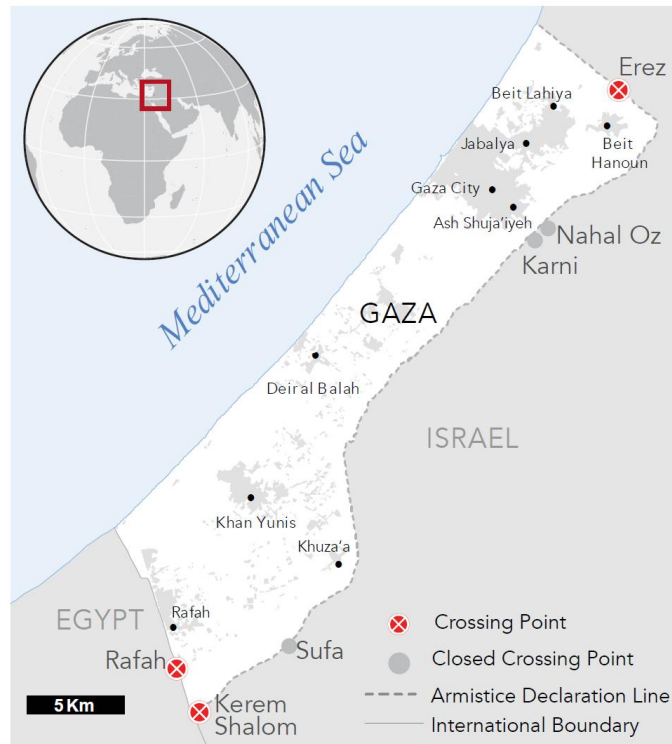 Erez
Beit Lahiya
Jabalya
Beit
Hanoun
Gaza City
Ash Shuja'iyeh
Nahal Oz
Karni
Mediterranean Sea
GAZA
Deir al Balah
ISRAEL
Khan Yunis
Khuza'a
EGYPT
Rafah
Rafah
Sufa
Kerem
Shalom
5 Km
Crossing Point
Closed Crossing Point
Armistice Declaration Line
International Boundary